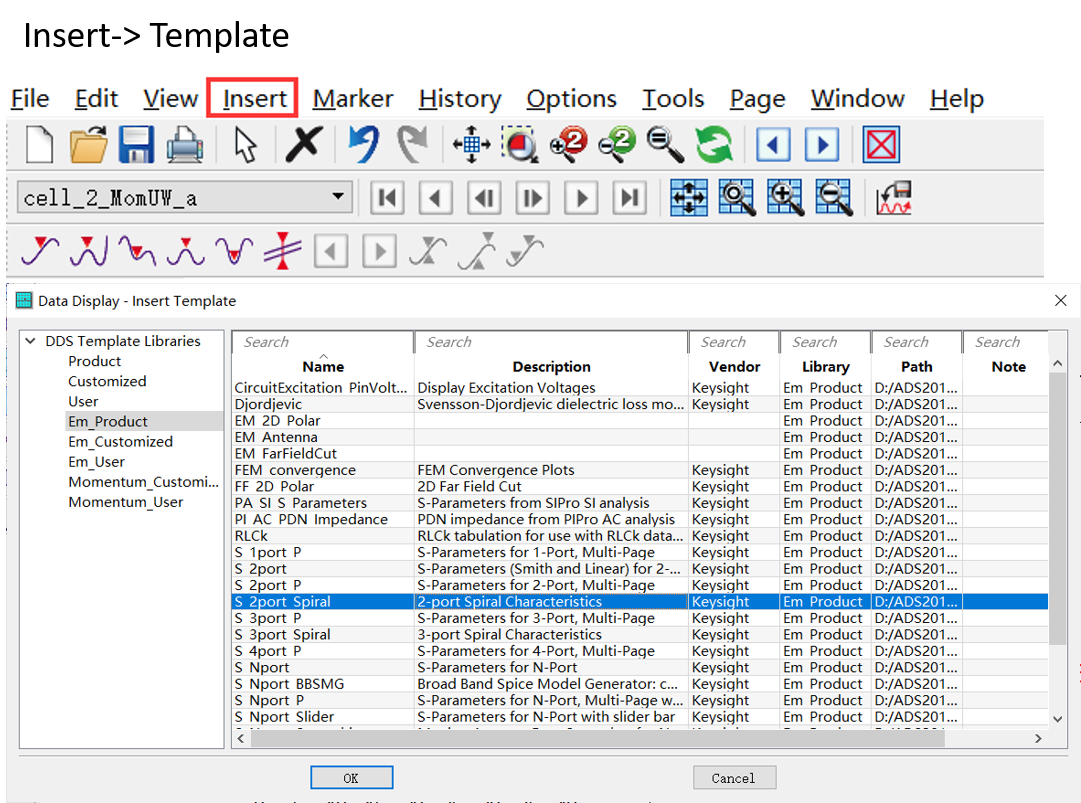 Insert-> Template
File Edit View Insert Marker History Options Tools Page Window Help
2 2
cell_2_MomUW_a
Data Display - Insert Template
DDS Template Libraries
Product
Customized
User
Em_Product
Em_Customized
Em_User
Momentum_Customi...
Momentum_User
Search Search Search Search Search Search
Name Description Vendor Library Path Note
CircuitExcitation PinVolt... Display Excitation Voltages Keysight Em Product D:/ADS201...
Djordjevic Svensson-Djordjevic dielectric loss mo... Keysight Em Product D:/ADS201...
EM 2D Polar Em Product D:/ADS201...
EM Antenna Em Product D:/ADS201...
EM FarFieldCut Em Product D:/ADS201...
FEM convergence FEM Convergence Plots Keysight Em Product D:/ADS201...
FF 2D Polar 2D Far Field Cut Keysight Em Product D:/ADS201...
PA SI S Parameters S-Parameters from SIPro SI analysis Keysight Em Product D:/ADS201...
PI AC PDN Impedance PDN impedance from PIPro AC analysis Keysight Em Product D:/ADS201...
RLCk RLCk tabulation for use with RLCk data... Keysight Em Product D:/ADS201...
S 1port P S-Parameters for 1-Port, Multi-Page Keysight Em Product D:/ADS201...
S 2port S-Parameters (Smith and Linear) for 2-... Keysight Em Product D:/ADS201...
S 2port P S-Parameters for 2-Port, Multi-Page Keysight Em Product D:/ADS201...
S 2port Spiral 2-port Spiral Characteristics Keysight Em Product D:/ADS201...
S 3port P S-Parameters for 3-Port, Multi-Page Keysight Em Product D:/ADS201...
S 3port Spiral 3-port Spiral Characteristics Keysight Em Product D:/ADS201...
S 4port P S-Parameters for 4-Port, Multi-Page Keysight Em Product D:/ADS201...
S Nport S-Parameters for N-Port Keysight Em Product D:/ADS201...
S Nport BBSMG Broad Band Spice Model Generator: c... Keysight Em Product D:/ADS201...
S Nport P S-Parameters for N-Port, Multi-Page w... Keysight Em Product D:/ADS201...
S Nport Slider S-Parameters for N-Port with slider bar Keysight Em Product D:/ADS201...
OK Cancel